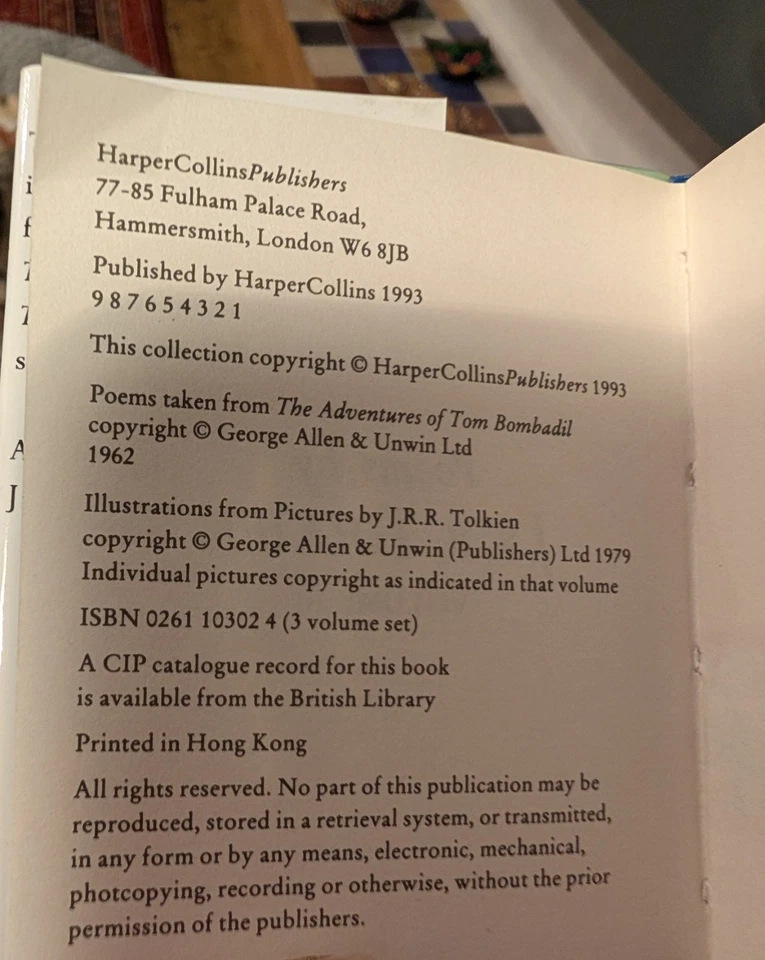 HarperCollinsPublishers
77-85 Fulham Palace Road,
Hammersmith, London W6 8JB
Published by HarperCollins 1993
9 8 7 6 5 4 3 2 1
This collection copyright © HarperCollinsPublishers 1993
Poems taken from The Adventures of Tom Bombadil
copyright © George Allen & Unwin Ltd
1962
Illustrations from Pictures by J.R.R. Tolkien
copyright © George Allen & Unwin (Publishers) Ltd 1979
Individual pictures copyright as indicated in that volume
ISBN 0261 10302 4 (3 volume set)
A CIP catalogue record for this book
is available from the British Library
Printed in Hong Kong
All rights reserved. No part of this publication may be
reproduced, stored in a retrieval system, or transmitted,
in any form or by any means, electronic, mechanical,
photcopying, recording or otherwise, without the prior
permission of the publishers.